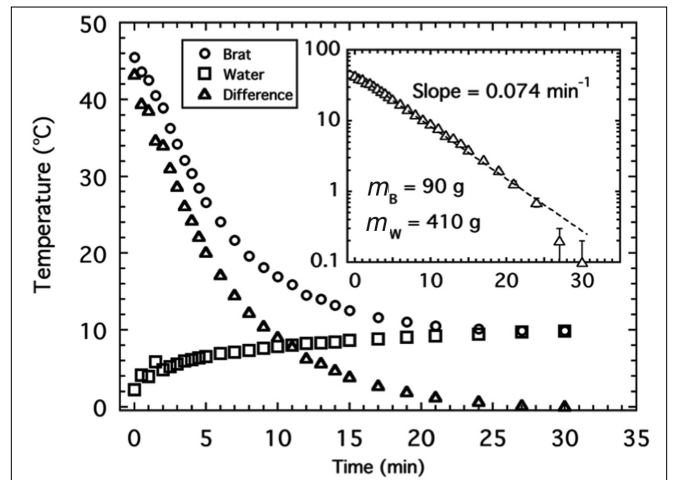 50
40
30
20
10
0
Temperature (°C)
Brat
Water
Difference
100
10
1
0.1
Slope = 0.074 min-1
mB = 90 g
mW = 410 g
0 10 20 30
0 5 10 15 20 25 30 35
Time (min)